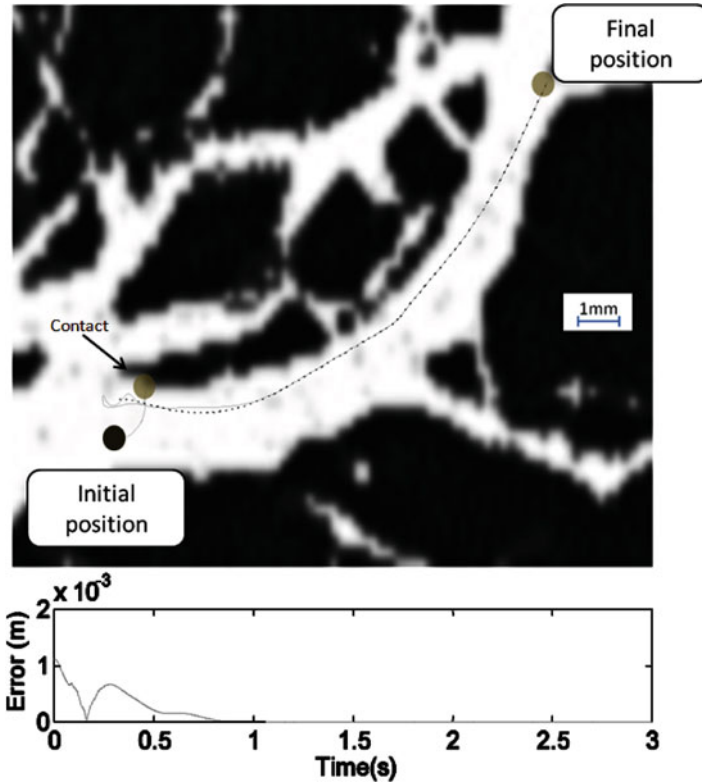 Final
position
1mm
Contact
Initial
position
x 10-3
2
1
0
Error (m)
0 0.5 1 1.5 2 2.5 3
Time(s)